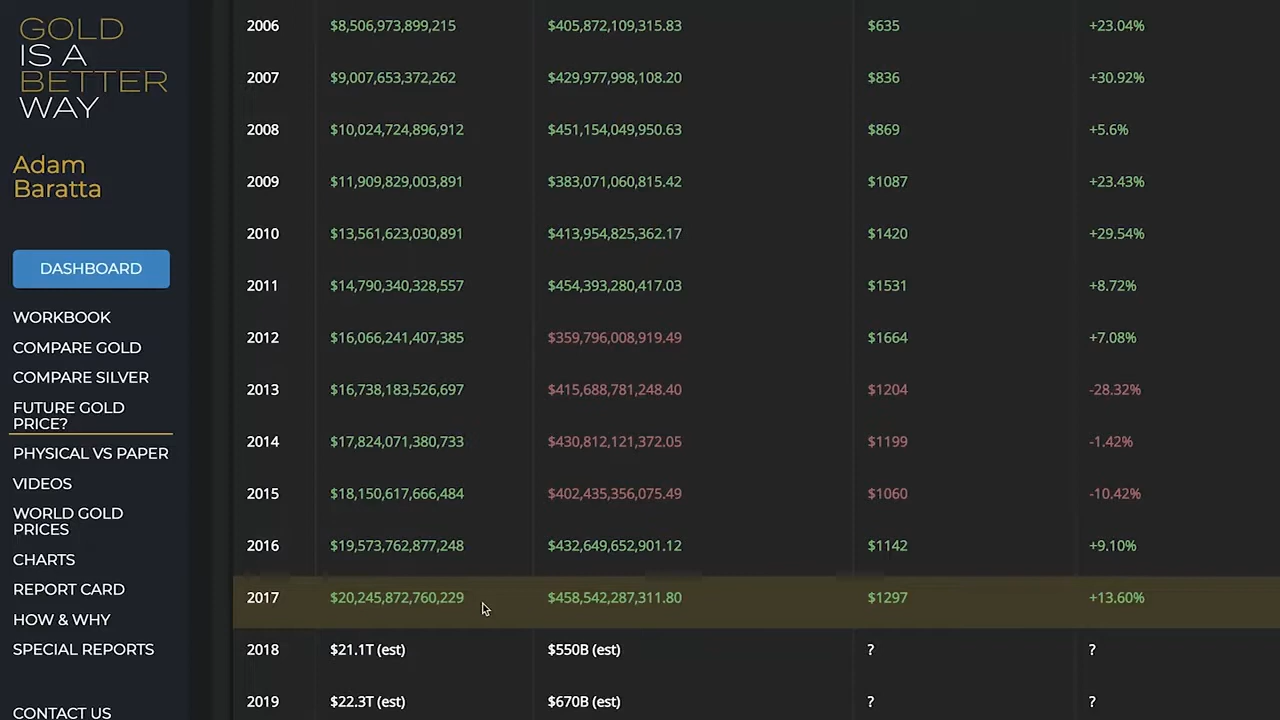 GOLD
IS A
BETTER
WAY
Adam
Baratta
DASHBOARD
WORKBOOK
COMPARE GOLD
COMPARE SILVER
FUTURE GOLD
PRICE?
PHYSICAL VS PAPER
VIDEOS
WORLD GOLD
PRICES
CHARTS
REPORT CARD
HOW & WHY
SPECIAL REPORTS
CONTACT US
2006 $8,506,973,899,215 $405,872,109,315.83 $635 +23.04%
2007 $9,007,653,372,262 $429,977,998,108.20 $836 +30.92%
2008 $10,024,724,896,912 $451,154,049,950.63 $869 +5.6%
2009 $11,909,829,003,891 $383,071,060,815.42 $1087 +23.43%
2010 $13,561,623,030,891 $413,954,825,362.17 $1420 +29.54%
2011 $14,790,340,328,557 $454,393,280,417.03 $1531 +8.72%
2012 $16,066,241,407,385 $359,796,008,919.49 $1664 +7.08%
2013 $16,738,183,526,697 $415,688,781,248.40 $1204 -28.32%
2014 $17,824,071,380,733 $430,812,121,372.05 $1199 -1.42%
2015 $18,150,617,666,484 $402,435,356,075.49 $1060 -10.42%
2016 $19,573,762,877,248 $432,649,652,901.12 $1142 +9.10%
2017 $20,245,872,760,229 $458,542,287,311.80 $1297 +13.60%
2018 $21.1T (est) $550B (est) ? ?
2019 $22.3T (est) $670B (est) ? ?